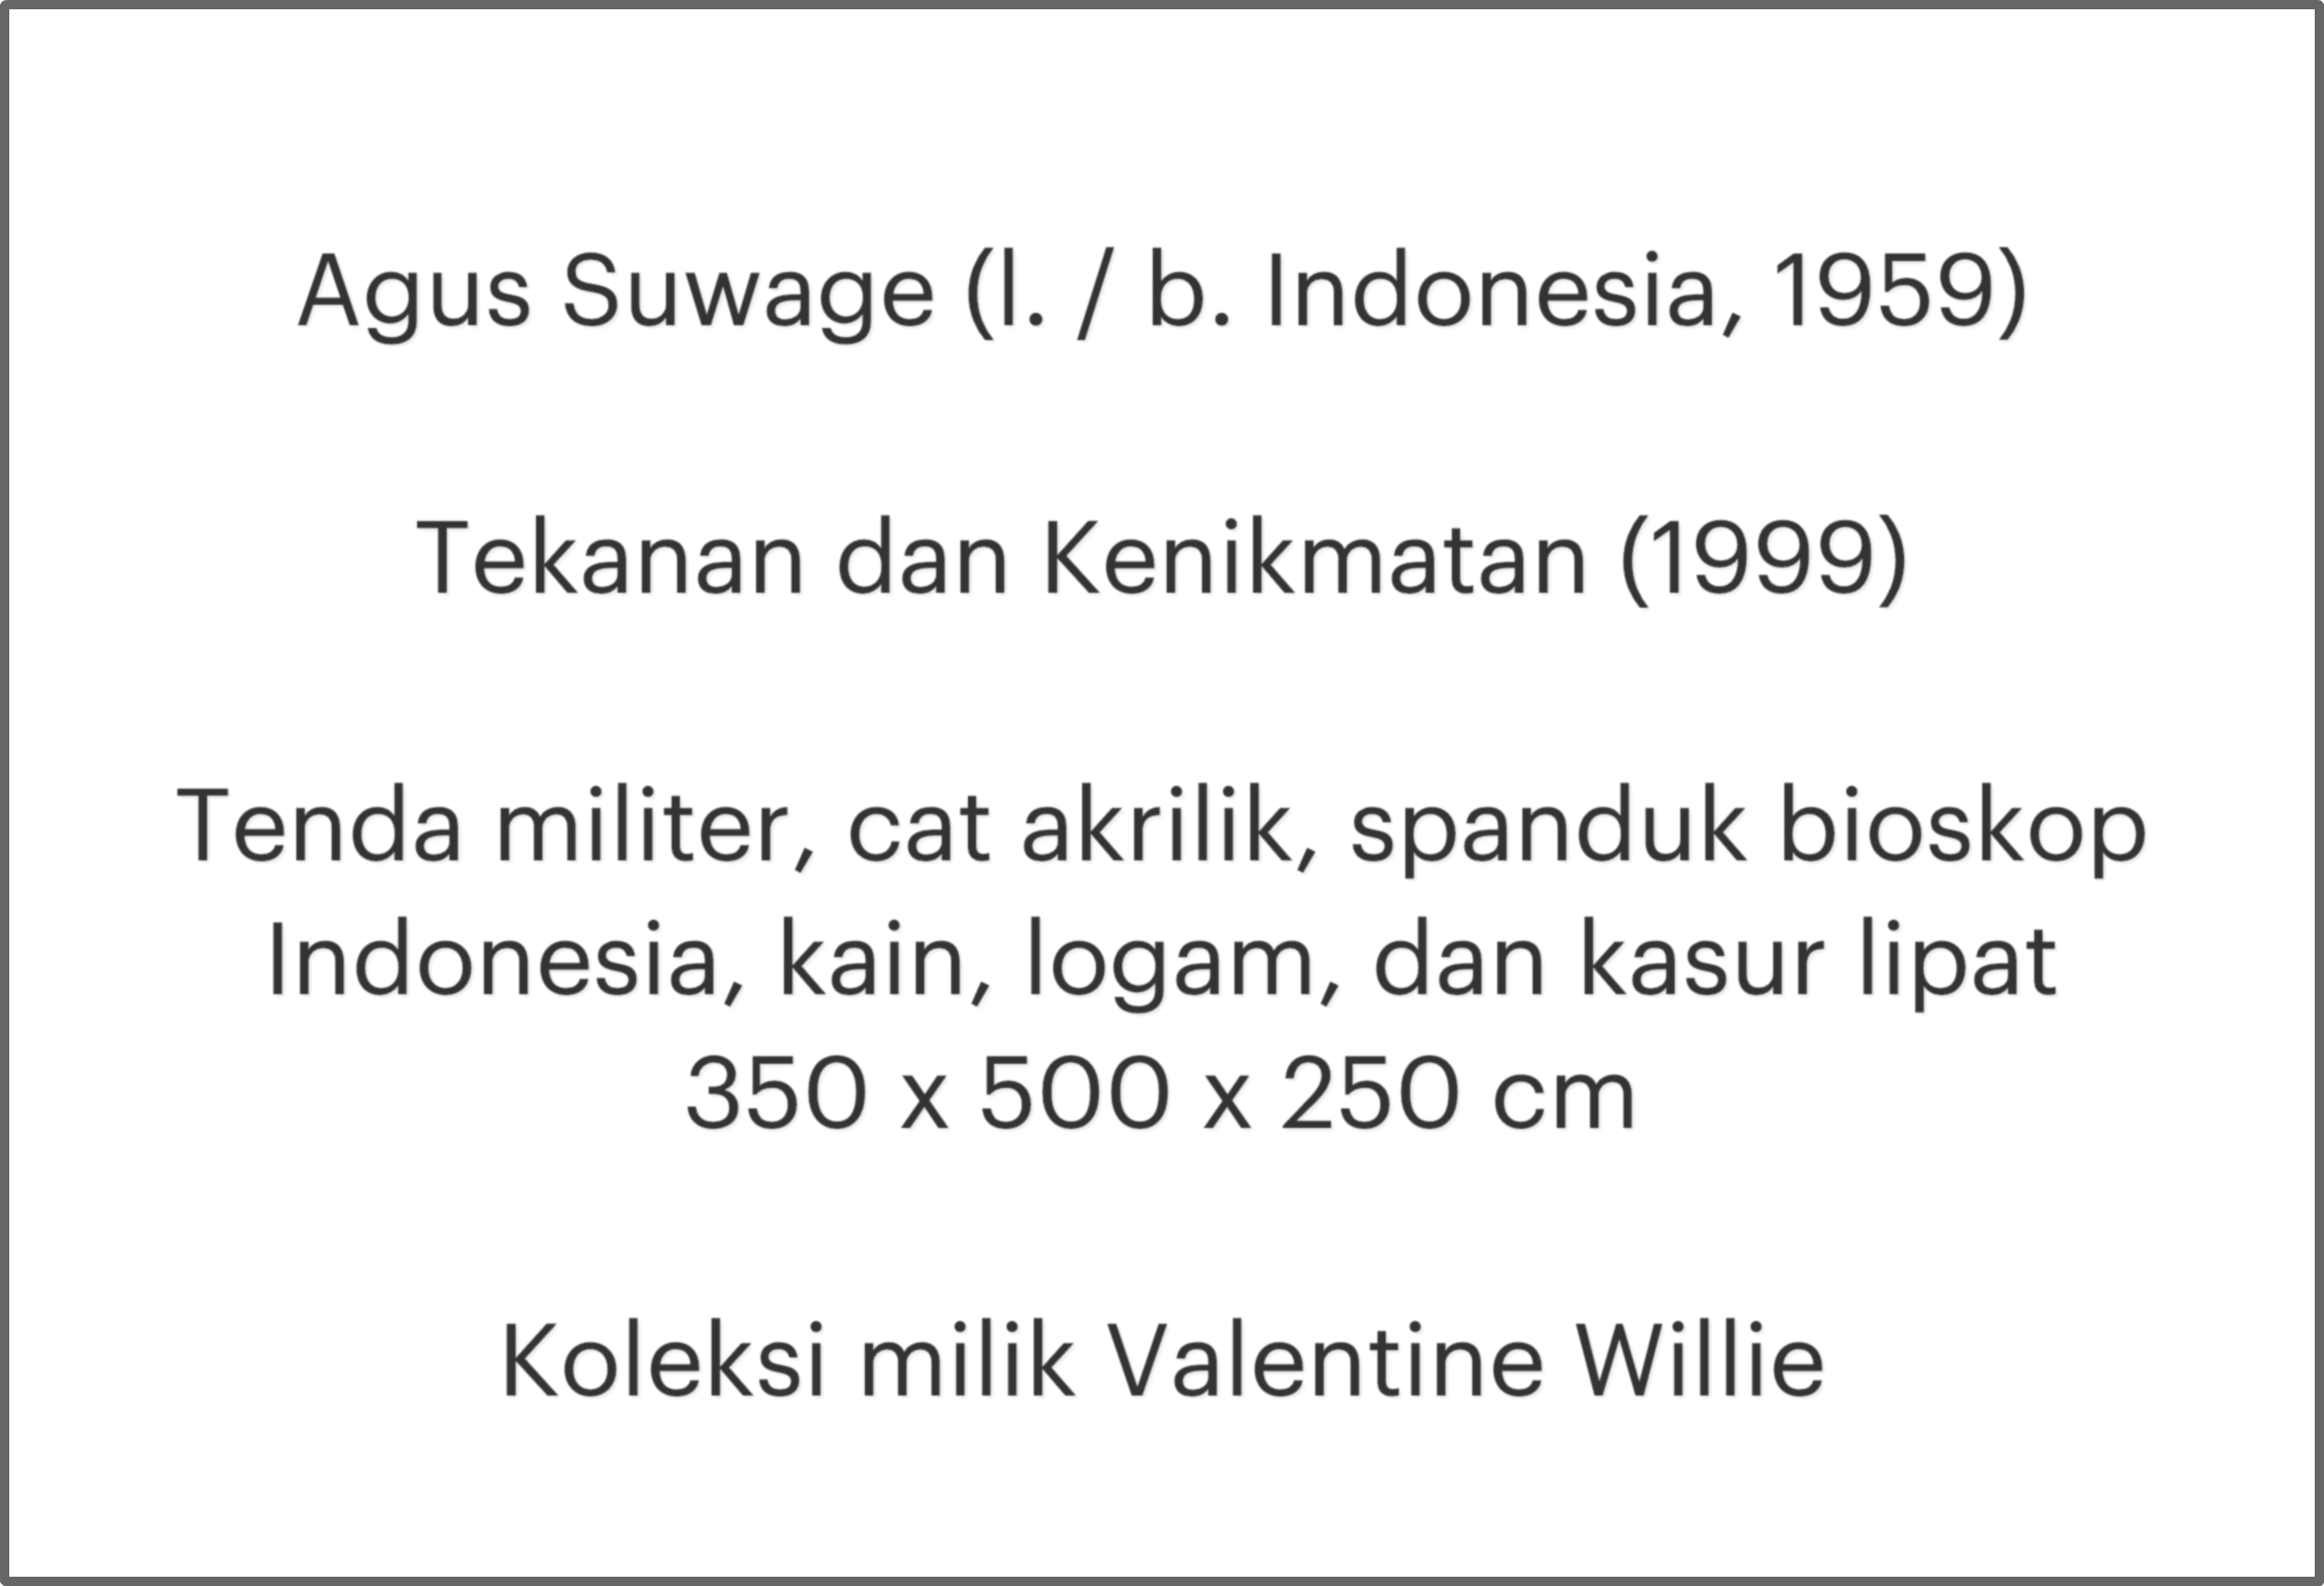 Agus Suwage (l. / b. Indonesia, 1959)
Tekanan dan Kenikmatan (1999)
Tenda militer, cat akrilik, spanduk bioskop
Indonesia, kain, logam, dan kasur lipat
350 x 500 x 250 cm
Koleksi milik Valentine Willie